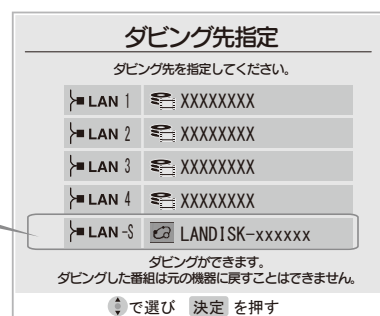 ダビング先指定
ダビング先を指定してください。
LAN 1 XXXXXXXX
LAN 2 XXXXXXXX
LAN 3 XXXXXXXX
LAN 4 XXXXXXXX
LAN -S LANDISK-xxxxxx
ダビングができます。
ダビングした番組は元の機器に戻すことはできません。
で選び 決定 を押す